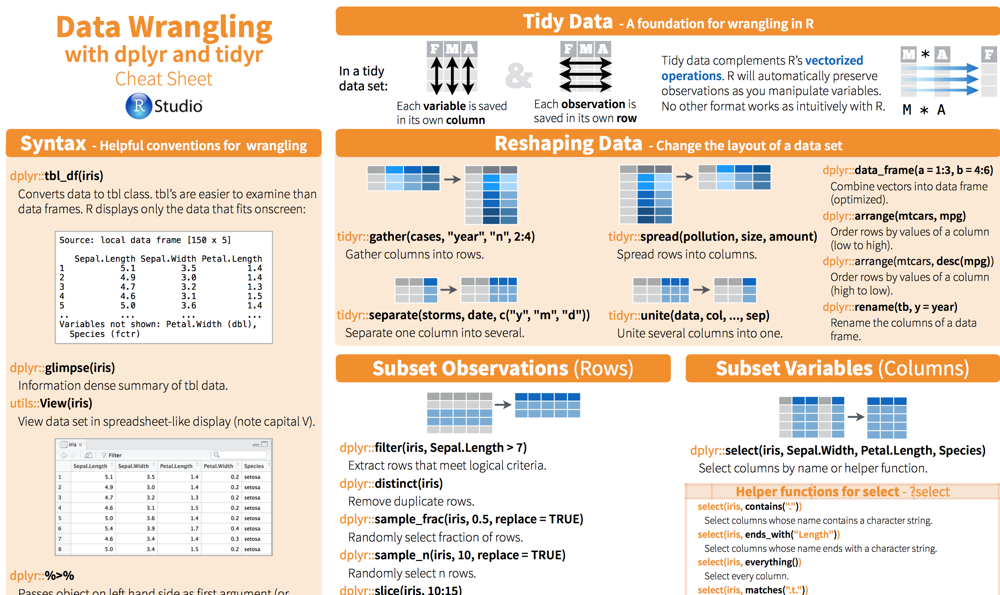 Data Wrangling
with dplyr and tidyr
Cheat Sheet
R Studio
Syntax - Helpful conventions for wrangling
dplyr::tbl_df(iris)
Converts data to tbl class. tbl's are easier to examine than
data frames. R displays only the data that fits onscreen:
Source: local data frame [150 x 5]
Sepal.Length Sepal.Width Petal.Length
1 5.1 3.5 1.4
2 4.9 3.0 1.4
3 4.7 3.2 1.3
4 4.6 3.1 1.5
5 5.0 3.6 1.4
.. ... ... ...
Variables not shown: Petal.Width (dbl),
Species (fctr)
dplyr::glimpse(iris)
Information dense summary of tbl data.
utils::View(iris)
View data set in spreadsheet-like display (note capital V).
iris
Filter
Sepal.Length Sepal.Width Petal.Length Petal.Width Species
1 5.1 3.5 1.4 0.2 setosa
2 4.9 3.0 1.4 0.2 setosa
3 4.7 3.2 1.3 0.2 setosa
4 4.6 3.1 1.5 0.2 setosa
5 5.0 3.6 1.4 0.2 setosa
6 5.4 3.9 1.7 0.4 setosa
7 4.6 3.4 1.4 0.3 setosa
8 5.0 3.4 1.5 0.2 setosa
dplyr::%>%
Passes object on left hand side as first argument (or
Tidy Data - A foundation for wrangling in R
In a tidy
data set:
F M A
Each variable is saved
in its own column
&
F M A
Each observation is
saved in its own row
Tidy data complements R's vectorized
operations. R will automatically preserve
observations as you manipulate variables.
No other format works as intuitively with R.
M * A F
M * A
Reshaping Data - Change the layout of a data set
tidyr::gather(cases, "year", "n", 2:4)
Gather columns into rows.
tidyr::spread(pollution, size, amount)
Spread rows into columns.
tidyr::separate(storms, date, c("y", "m", "d"))
Separate one column into several.
tidyr::unite(data, col, ..., sep)
Unite several columns into one.
dplyr::data_frame(a = 1:3, b = 4:6)
Combine vectors into data frame
(optimized).
dplyr::arrange(mtcars, mpg)
Order rows by values of a column
(low to high).
dplyr::arrange(mtcars, desc(mpg))
Order rows by values of a column
(high to low).
dplyr::rename(tb, y = year)
Rename the columns of a data
frame.
Subset Observations (Rows)
dplyr::filter(iris, Sepal.Length > 7)
Extract rows that meet logical criteria.
dplyr::distinct(iris)
Remove duplicate rows.
dplyr::sample_frac(iris, 0.5, replace = TRUE)
Randomly select fraction of rows.
dplyr::sample_n(iris, 10, replace = TRUE)
Randomly select n rows.
dplyr::slice(iris, 10:15)
Subset Variables (Columns)
dplyr::select(iris, Sepal.Width, Petal.Length, Species)
Select columns by name or helper function.
Helper functions for select - ?select
select(iris, contains("."))
Select columns whose name contains a character string.
select(iris, ends_with("Length"))
Select columns whose name ends with a character string.
select(iris, everything())
Select every column.
select(iris, matches(".t."))